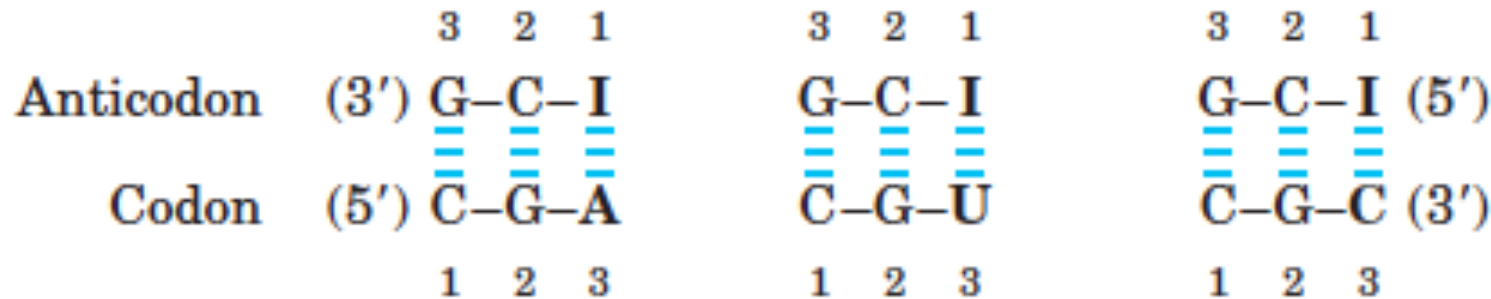 3 2 1 3 2 1 3 2 1
Anticodon (3′) G–C–I G–C–I G–C–I (5′)
Codon (5′) C–G–A C–G–U C–G–C (3′)
1 2 3 1 2 3 1 2 3